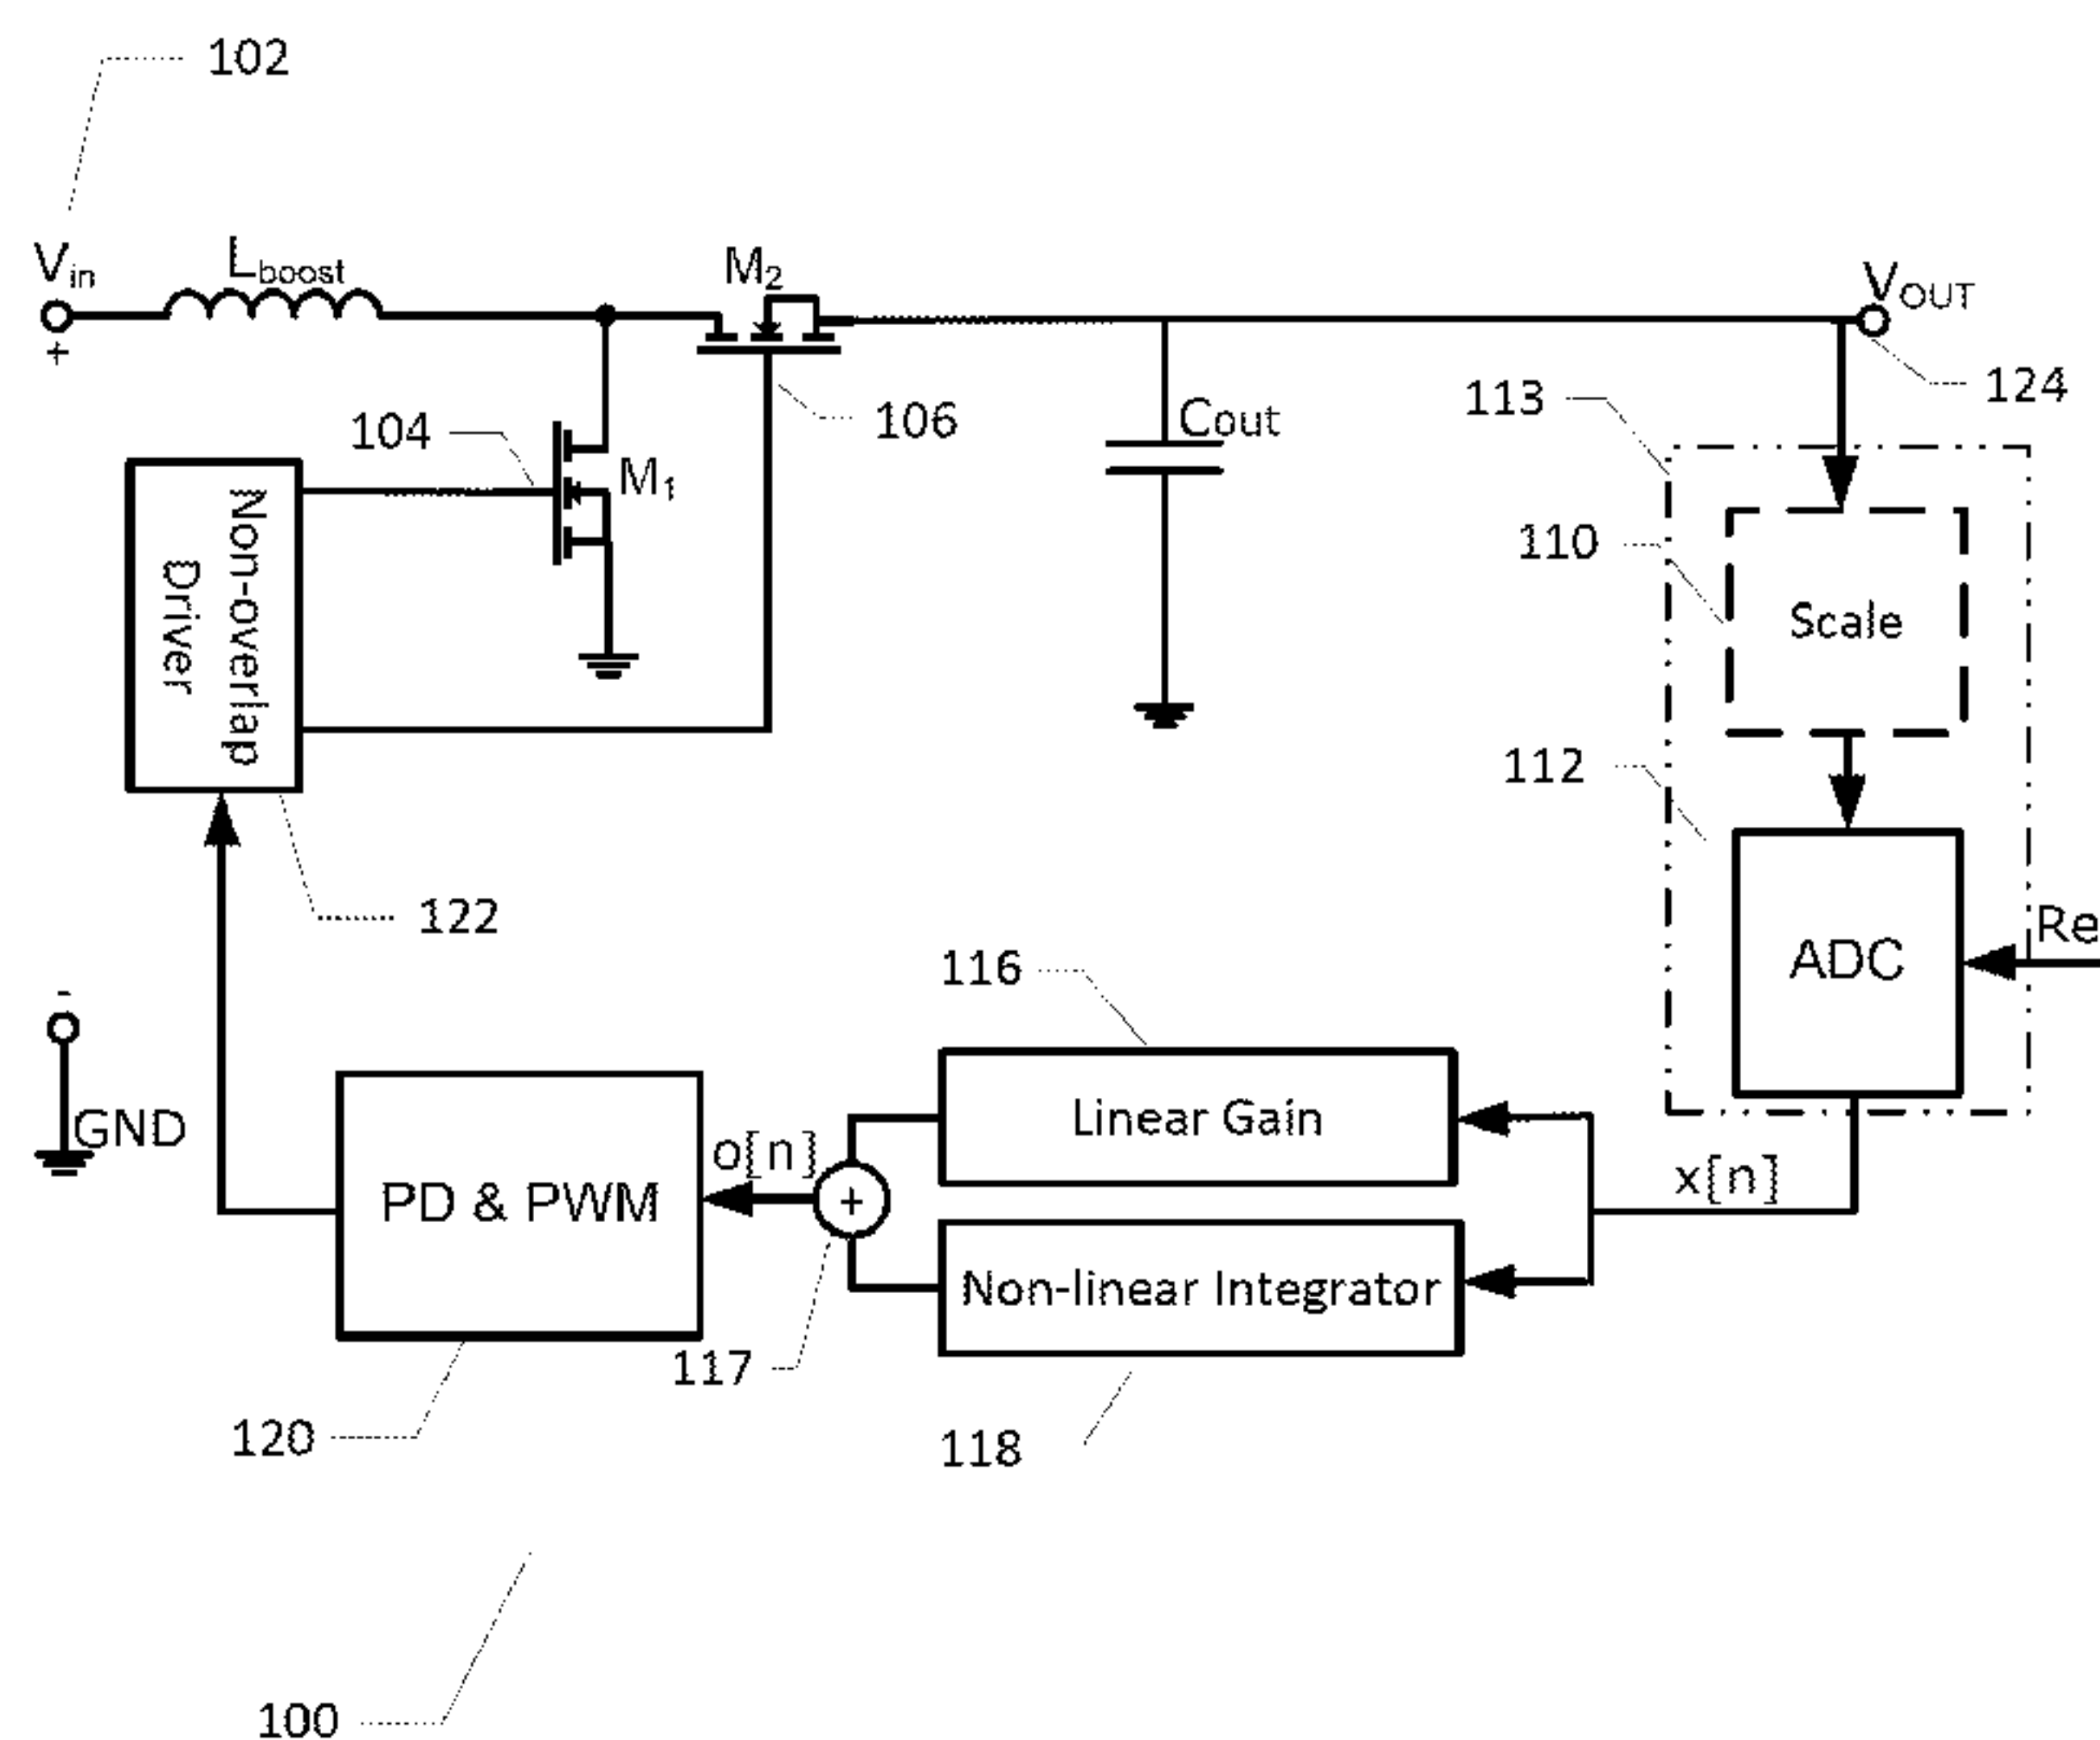 102
Vin
Lboost
M2
VOUT
+
124
113
104
106
Cout
M1
Non-overlap
Driver
110
Scale
112
122
Re
ADC
116
-
GND
Linear Gain
o[n]
x[n]
PD & PWM
+
Non-linear Integrator
117
120
118
100